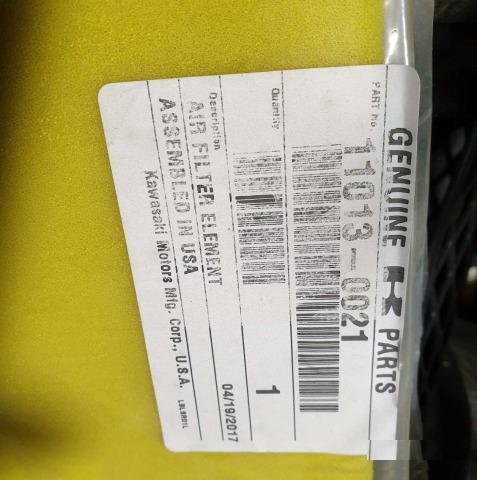 GENUINE K PARTS
PART No.
11013-0021
Quantity
1
Description
AIR FILTER ELEMENT
04/19/2017
ASSEMBLED IN USA
Kawasaki Motors Mfg. Corp., U.S.A.
LBLBR01L